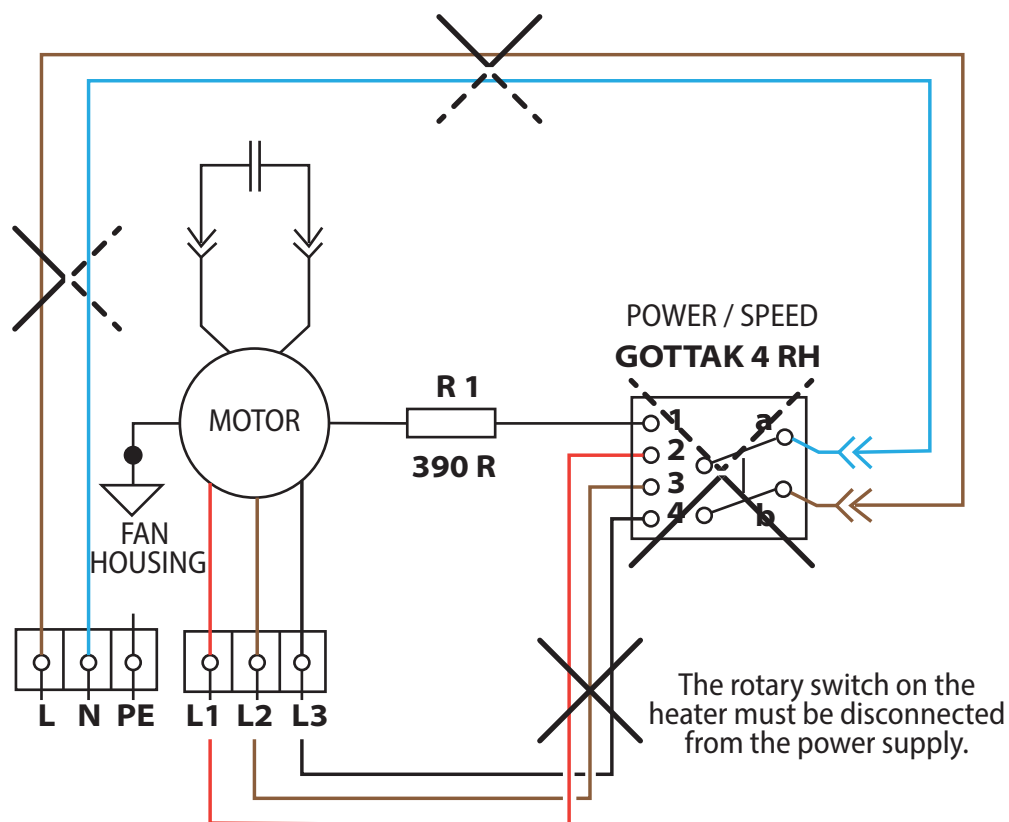 POWER / SPEED
GOTTAK 4 RH
R 1
390 R
MOTOR
1
2
3
4
a
b
FAN
HOUSING
L N PE L1 L2 L3
The rotary switch on the
heater must be disconnected
from the power supply.